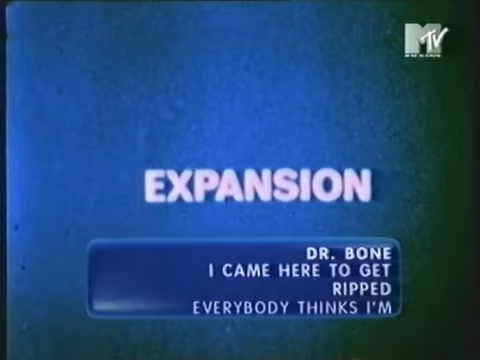 MTV
EXPANSION
DR. BONE
I CAME HERE TO GET
RIPPED
EVERYBODY THINKS I'M